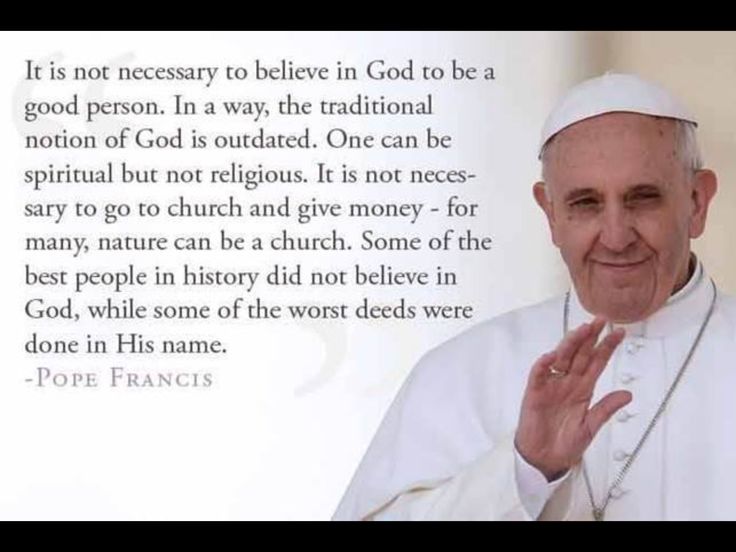 It is not necessary to believe in God to be a
good person. In a way, the traditional
notion of God is outdated. One can be
spiritual but not religious. It is not neces-
sary to go to church and give money - for
many, nature can be a church. Some of the
best people in history did not believe in
God, while some of the worst deeds were
done in His name.
-Pope Francis